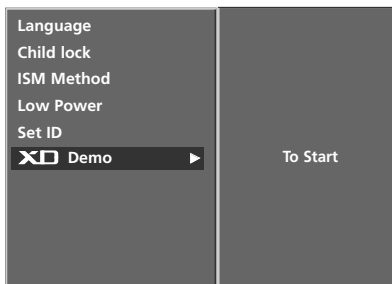 Language
Child lock
ISM Method
Low Power
Set ID
XD Demo ▶
To Start